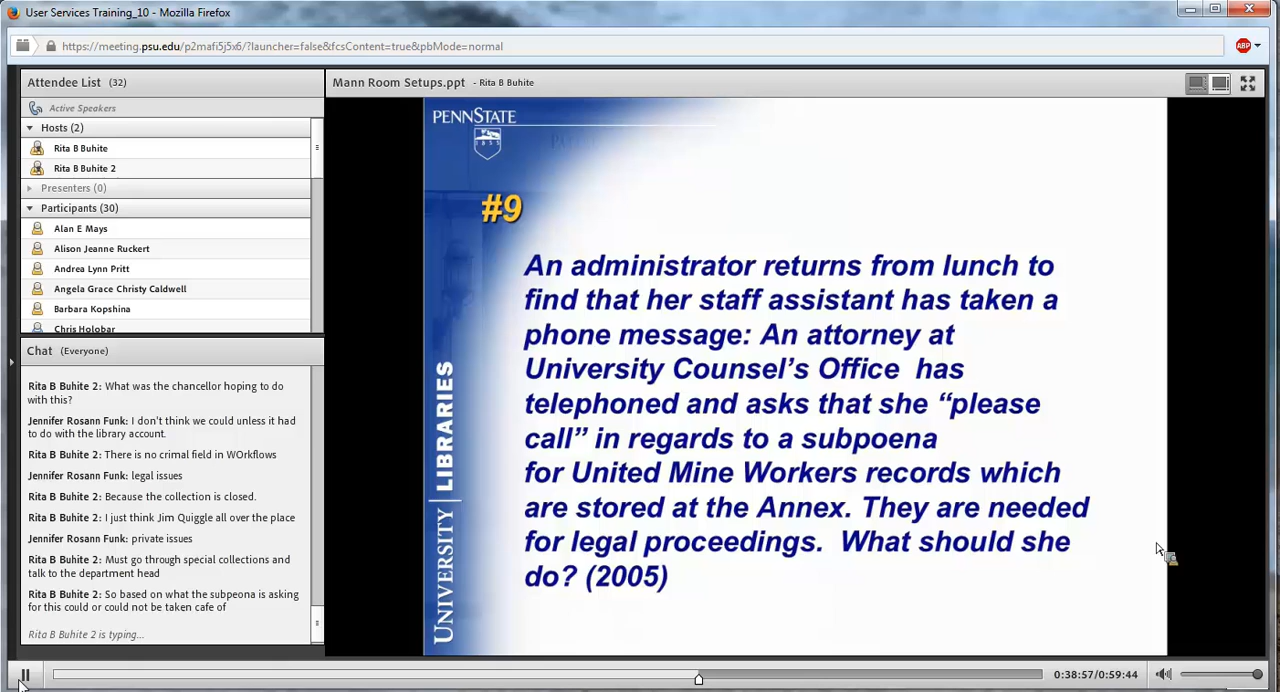 User Services Training_10 - Mozilla Firefox
https://meeting.psu.edu/p2mafi5j5x6/?launcher=false&fcsContent=true&pbMode=normal
ABP
Attendee List (32)
Active Speakers
Hosts (2)
Rita B Buhite
Rita B Buhite 2
Presenters (0)
Participants (30)
Alan E Mays
Alison Jeanne Ruckert
Andrea Lynn Pritt
Angela Grace Christy Caldwell
Barbara Kopshina
Chris Holobar
Chat (Everyone)
Rita B Buhite 2: What was the chancellor hoping to do
with this?
Jennifer Rosann Funk: I don't think we could unless it had
to do with the library account.
Rita B Buhite 2: There is no crimal field in WOrkflows
Jennifer Rosann Funk: legal issues
Rita B Buhite 2: Because the collection is closed.
Rita B Buhite 2: I just think Jim Quiggle all over the place
Jennifer Rosann Funk: private issues
Rita B Buhite 2: Must go through special collections and
talk to the department head
Rita B Buhite 2: So based on what the subpeona is asking
for this could or could not be taken cafe of
Rita B Buhite 2 is typing...
Mann Room Setups.ppt - Rita B Buhite
PENNSTATE
1855
UNIVERSITY LIBRARIES
#9
An administrator returns from lunch to
find that her staff assistant has taken a
phone message: An attorney at
University Counsel's Office has
telephoned and asks that she “please
call” in regards to a subpoena
for United Mine Workers records which
are stored at the Annex. They are needed
for legal proceedings. What should she
do? (2005)
0:38:57/0:59:44